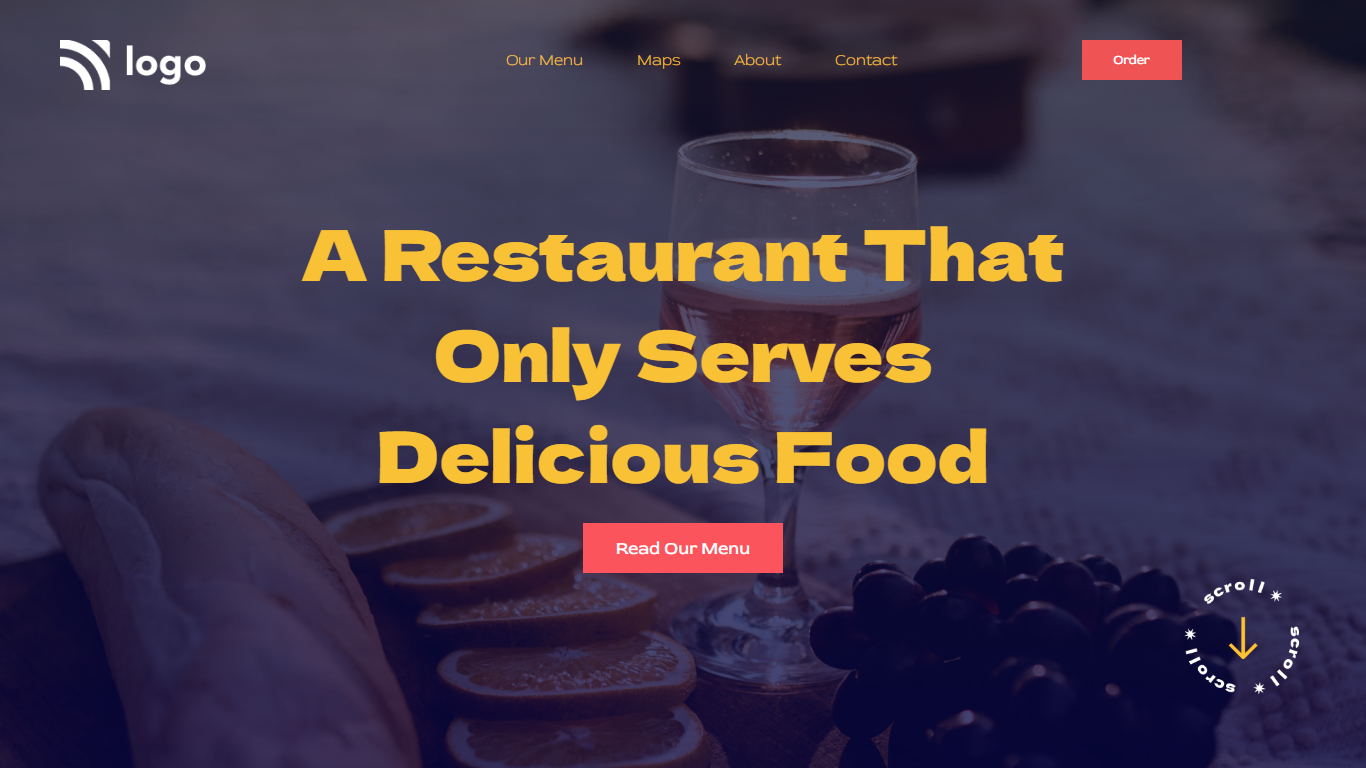 logo
Our Menu
Maps
About
Contact
Order
A Restaurant That
Only Serves
Delicious Food
Read Our Menu
scroll ✷ scroll ✷ scroll ✷